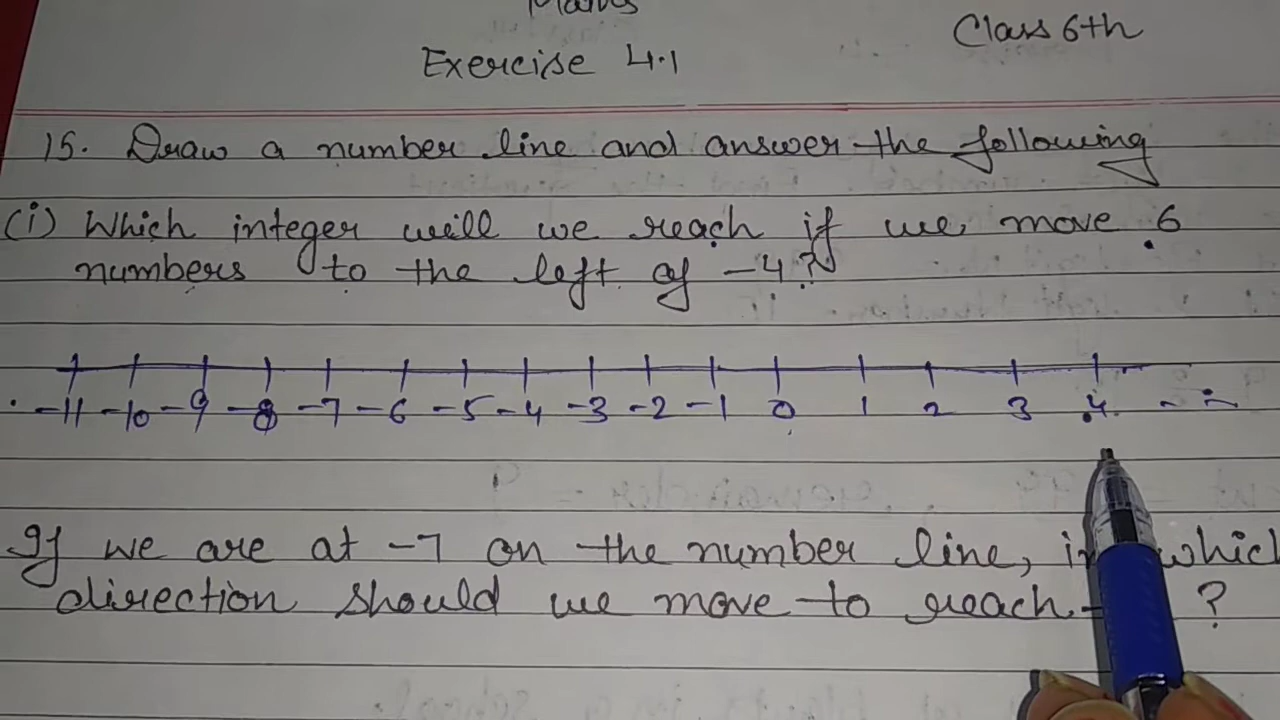 Maths
Class 6th
Exercise 4.1
15. Draw a number line and answer the following
(i) Which integer will we reach if we move 6
numbers to the left of -4?
-11 -10 -9 -8 -7 -6 -5 -4 -3 -2 -1 0 1 2 3 4
If we are at -7 on the number line, which
direction should we move to reach - ?